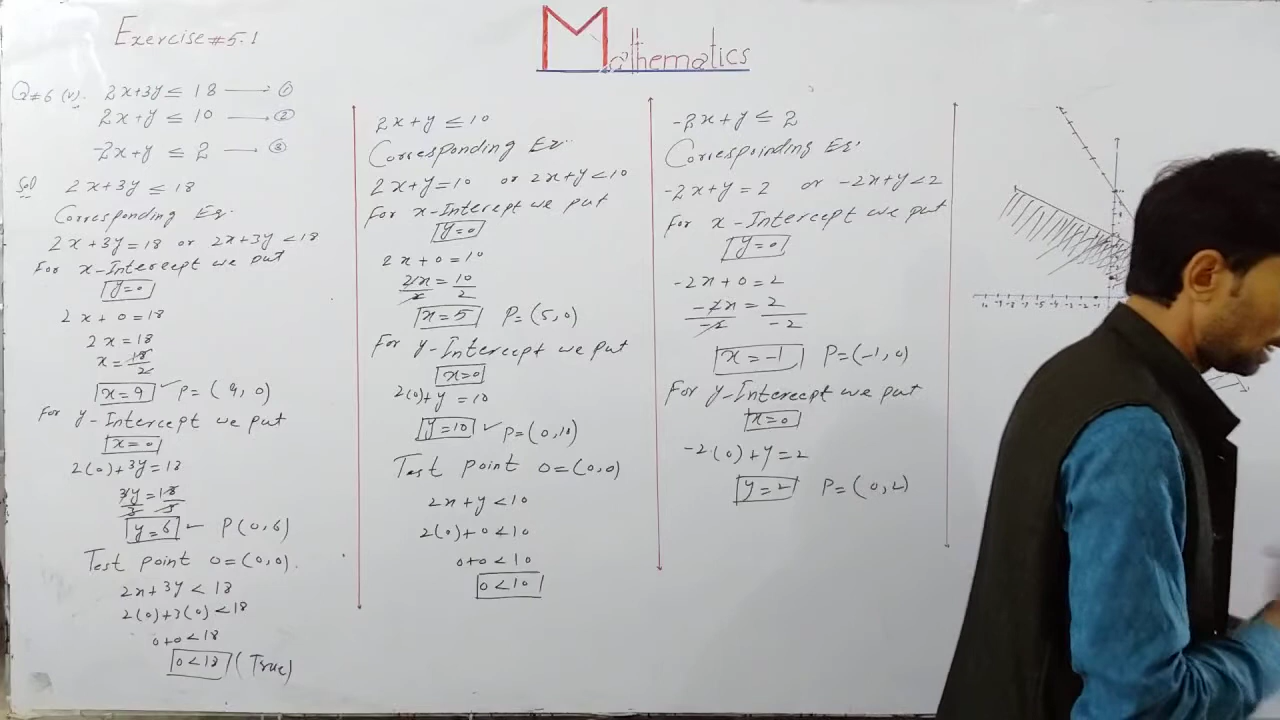 Exercise # 5.1
Mathematics
Q#6 (v). 2x+3y ≤ 18 → ①
2x+y ≤ 10 → ②
-2x+y ≤ 2 → ③
Sol 2x+3y ≤ 18
Corresponding Eq:
2x+3y=18 or 2x+3y<18
For x-Intercept we put
y=0
2x+0=18
2x=18
x=18/2
x=9 ✓ P=(9,0)
For y-Intercept we put
x=0
2(0)+3y=18
3y/3=18/3
y=6 ✓ P(0,6)
Test point O=(0,0).
2x+3y<18
2(0)+3(0)<18
0+0<18
0<18 (True)
2x+y ≤ 10
Corresponding Eq:
2x+y=10 or 2x+y<10
For x-Intercept we put
y=0
2x+0=10
2x/2=10/2
x=5 P=(5,0)
For y-Intercept we put
x=0
2(0)+y=10
y=10 ✓ P=(0,10)
Test point O=(0,0)
2x+y<10
2(0)+0<10
0+0<10
0<10
-2x+y ≤ 2
Correspoinding Eq:
-2x+y=2 or -2x+y<2
For x-Intercept we put
y=0
-2x+0=2
-2x/-2=2/-2
x=-1 P=(-1,0)
For y-Intercept we put
x=0
-2(0)+y=2
y=2 P=(0,2)